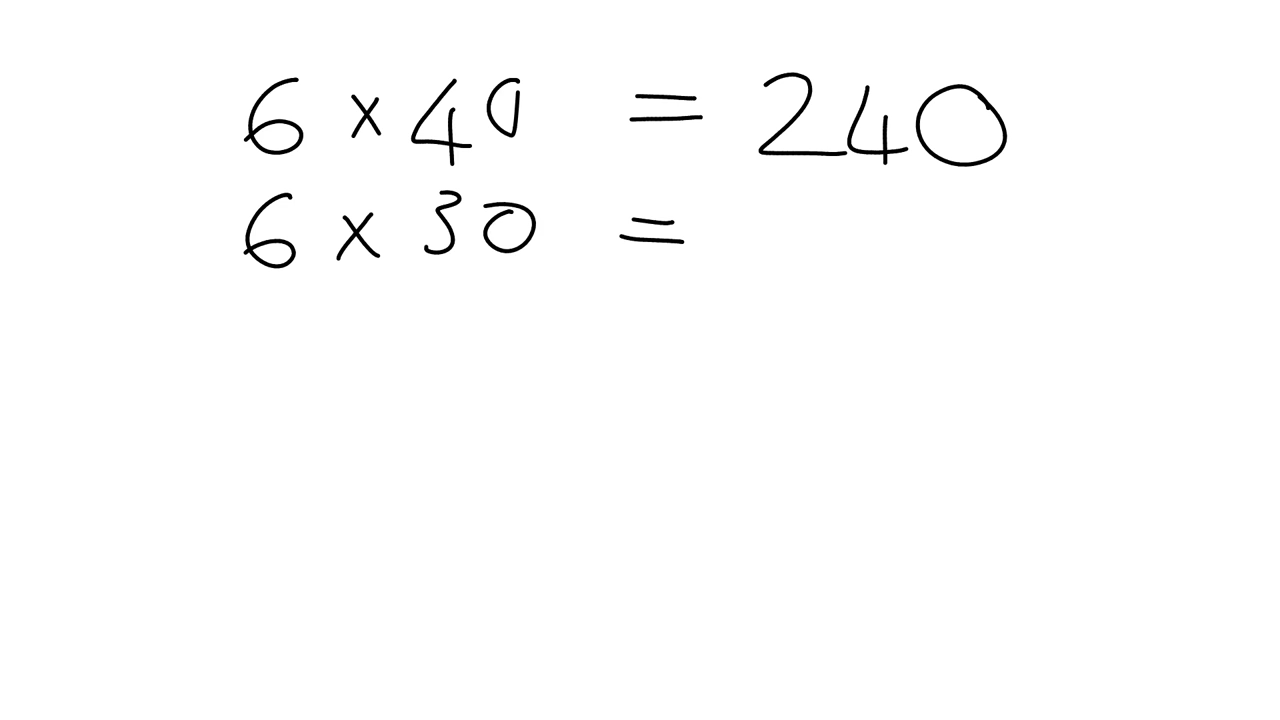 6 × 40 = 240
6 × 30 =